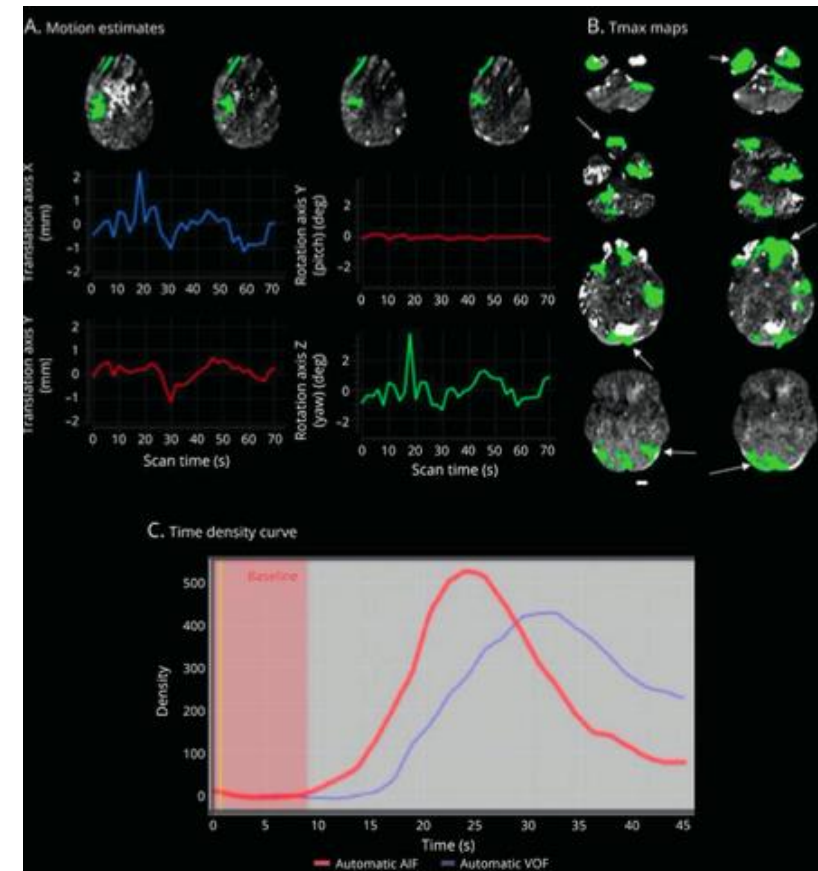 A. Motion estimates
B. Tmax maps
Translation axis X
(mm)
2
1
0
-1
-2
0 10 20 30 40 50 60 70
Rotation axis Y
(pitch) (deg)
2
0
-2
0 10 20 30 40 50 60 70
Translation axis Y
(mm)
2
1
0
-1
-2
0 10 20 30 40 50 60 70
Scan time (s)
Rotation axis Z
(yaw) (deg)
2
0
-2
0 10 20 30 40 50 60 70
Scan time (s)
C. Time density curve
Baseline
Density
500
400
300
200
100
0
0 5 10 15 20 25 30 35 40 45
Time (s)
Automatic AIF Automatic VOF